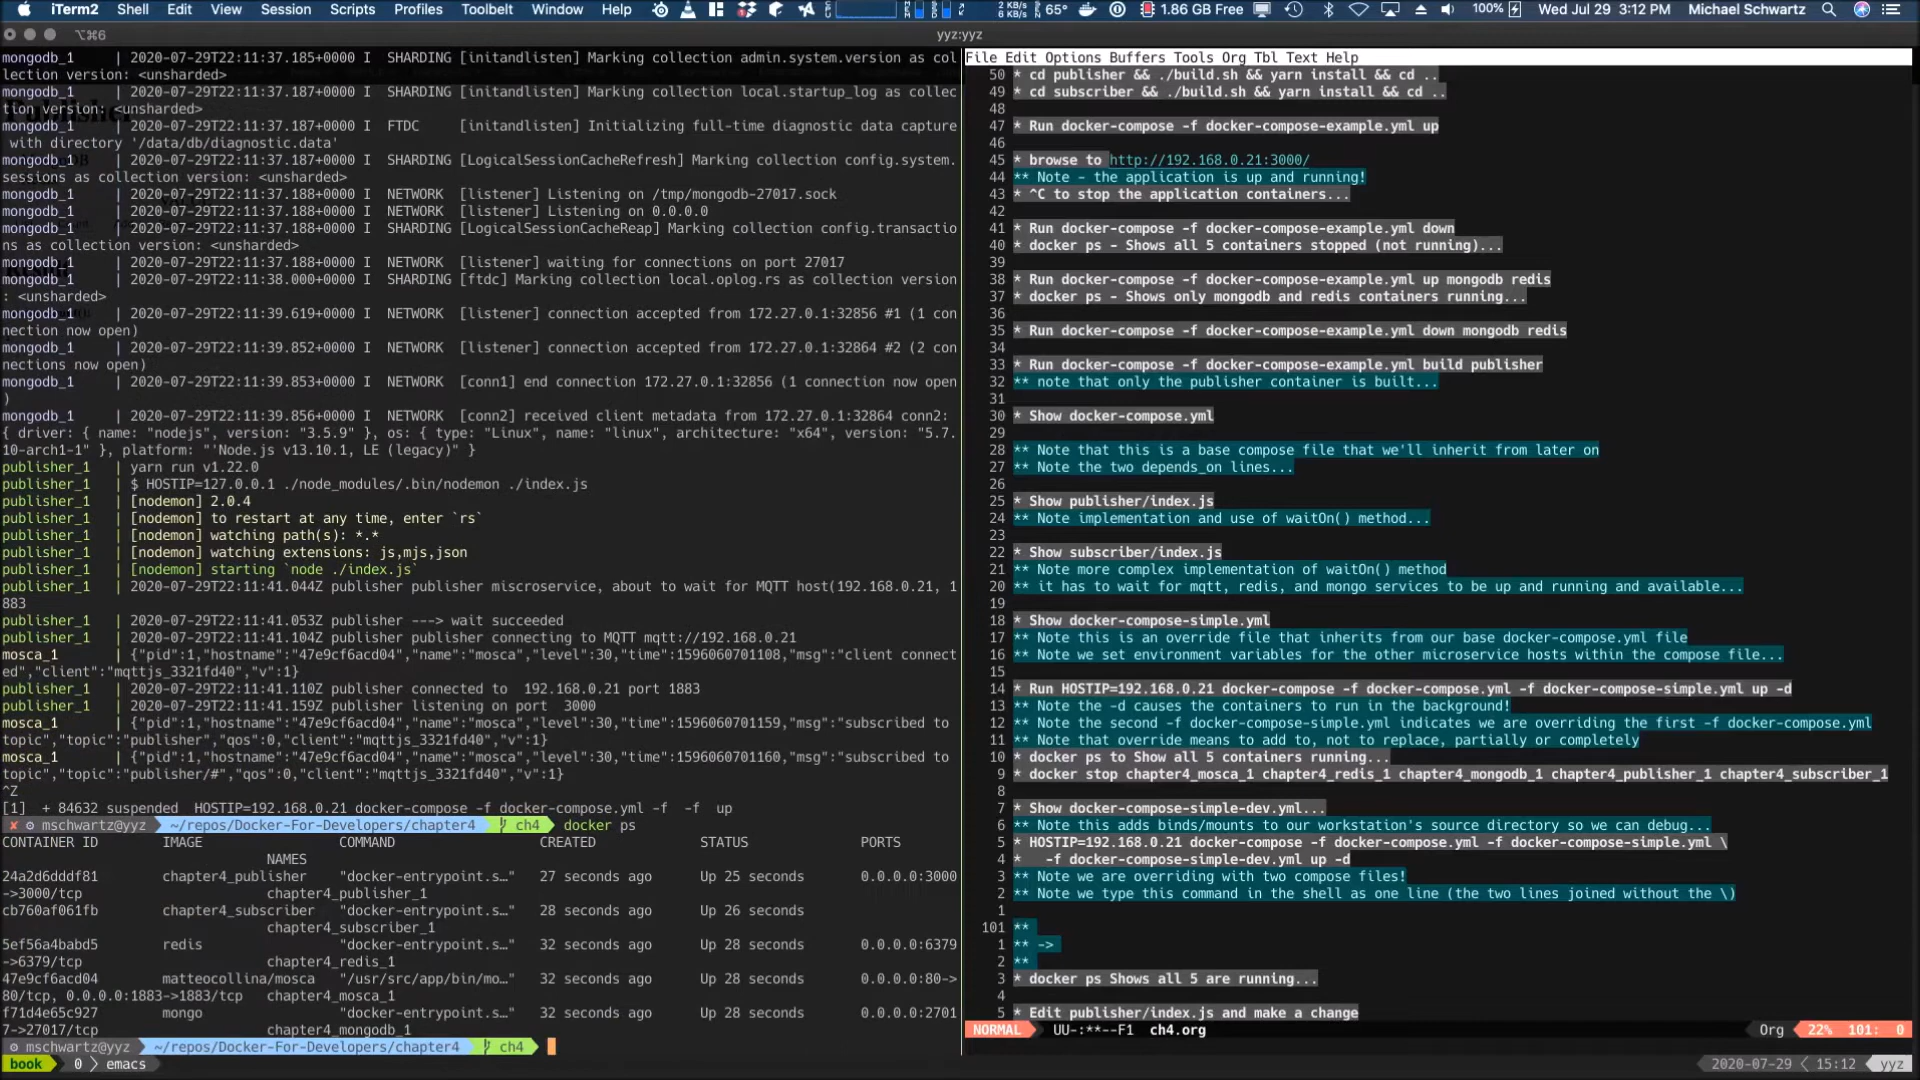 iTerm2 Shell Edit View Session Scripts Profiles Toolbelt Window Help 2 KB/s 6 KB/s 65° 1.86 GB Free 100% Wed Jul 29 3:12 PM Michael Schwartz
⌥⌘6 yyz:yyz
mongodb_1 | 2020-07-29T22:11:37.185+0000 I SHARDING [initandlisten] Marking collection admin.system.version as col
lection version: <unsharded>
mongodb_1 | 2020-07-29T22:11:37.187+0000 I SHARDING [initandlisten] Marking collection local.startup_log as collec
tion version: <unsharded>
mongodb_1 | 2020-07-29T22:11:37.187+0000 I FTDC [initandlisten] Initializing full-time diagnostic data capture
with directory '/data/db/diagnostic.data'
mongodb_1 | 2020-07-29T22:11:37.187+0000 I SHARDING [LogicalSessionCacheRefresh] Marking collection config.system.
sessions as collection version: <unsharded>
mongodb_1 | 2020-07-29T22:11:37.188+0000 I NETWORK [listener] Listening on /tmp/mongodb-27017.sock
mongodb_1 | 2020-07-29T22:11:37.188+0000 I NETWORK [listener] Listening on 0.0.0.0
mongodb_1 | 2020-07-29T22:11:37.188+0000 I SHARDING [LogicalSessionCacheReap] Marking collection config.transactio
ns as collection version: <unsharded>
mongodb_1 | 2020-07-29T22:11:37.188+0000 I NETWORK [listener] waiting for connections on port 27017
mongodb_1 | 2020-07-29T22:11:38.000+0000 I SHARDING [ftdc] Marking collection local.oplog.rs as collection version
: <unsharded>
mongodb_1 | 2020-07-29T22:11:39.619+0000 I NETWORK [listener] connection accepted from 172.27.0.1:32856 #1 (1 con
nection now open)
mongodb_1 | 2020-07-29T22:11:39.852+0000 I NETWORK [listener] connection accepted from 172.27.0.1:32864 #2 (2 con
nections now open)
mongodb_1 | 2020-07-29T22:11:39.853+0000 I NETWORK [conn1] end connection 172.27.0.1:32856 (1 connection now open
)
mongodb_1 | 2020-07-29T22:11:39.856+0000 I NETWORK [conn2] received client metadata from 172.27.0.1:32864 conn2:
{ driver: { name: "nodejs", version: "3.5.9" }, os: { type: "Linux", name: "linux", architecture: "x64", version: "5.7.
10-arch1-1" }, platform: "'Node.js v13.10.1, LE (legacy)" }
publisher_1 | yarn run v1.22.0
publisher_1 | $ HOSTIP=127.0.0.1 ./node_modules/.bin/nodemon ./index.js
publisher_1 | [nodemon] 2.0.4
publisher_1 | [nodemon] to restart at any time, enter `rs`
publisher_1 | [nodemon] watching path(s): *.*
publisher_1 | [nodemon] watching extensions: js,mjs,json
publisher_1 | [nodemon] starting `node ./index.js`
publisher_1 | 2020-07-29T22:11:41.044Z publisher publisher miscroservice, about to wait for MQTT host(192.168.0.21, 1
883
publisher_1 | 2020-07-29T22:11:41.053Z publisher ---> wait succeeded
publisher_1 | 2020-07-29T22:11:41.104Z publisher publisher connecting to MQTT mqtt://192.168.0.21
mosca_1 | {"pid":1,"hostname":"47e9cf6acd04","name":"mosca","level":30,"time":1596060701108,"msg":"client connect
ed","client":"mqttjs_3321fd40","v":1}
publisher_1 | 2020-07-29T22:11:41.110Z publisher connected to 192.168.0.21 port 1883
publisher_1 | 2020-07-29T22:11:41.159Z publisher listening on port 3000
mosca_1 | {"pid":1,"hostname":"47e9cf6acd04","name":"mosca","level":30,"time":1596060701159,"msg":"subscribed to
topic","topic":"publisher","qos":0,"client":"mqttjs_3321fd40","v":1}
mosca_1 | {"pid":1,"hostname":"47e9cf6acd04","name":"mosca","level":30,"time":1596060701160,"msg":"subscribed to
topic","topic":"publisher/#","qos":0,"client":"mqttjs_3321fd40","v":1}
^Z
[1] + 84632 suspended HOSTIP=192.168.0.21 docker-compose -f docker-compose.yml -f -f up
✘ ⚙ mschwartz@yyz ~/repos/Docker-For-Developers/chapter4 ch4 docker ps
CONTAINER ID IMAGE COMMAND CREATED STATUS PORTS
NAMES
24a2d6dddf81 chapter4_publisher "docker-entrypoint.s…" 27 seconds ago Up 25 seconds 0.0.0.0:3000
->3000/tcp chapter4_publisher_1
cb760af061fb chapter4_subscriber "docker-entrypoint.s…" 28 seconds ago Up 26 seconds
chapter4_subscriber_1
5ef56a4babd5 redis "docker-entrypoint.s…" 32 seconds ago Up 28 seconds 0.0.0.0:6379
->6379/tcp chapter4_redis_1
47e9cf6acd04 matteocollina/mosca "/usr/src/app/bin/mo…" 32 seconds ago Up 28 seconds 0.0.0.0:80->
80/tcp, 0.0.0.0:1883->1883/tcp chapter4_mosca_1
f71d4e65c927 mongo "docker-entrypoint.s…" 32 seconds ago Up 28 seconds 0.0.0.0:2701
7->27017/tcp chapter4_mongodb_1
⚙ mschwartz@yyz ~/repos/Docker-For-Developers/chapter4 ch4
File Edit Options Buffers Tools Org Tbl Text Help
50 * cd publisher && ./build.sh && yarn install && cd ..
49 * cd subscriber && ./build.sh && yarn install && cd ..
48
47 * Run docker-compose -f docker-compose-example.yml up
46
45 * browse to http://192.168.0.21:3000/
44 ** Note - the application is up and running!
43 * ^C to stop the application containers...
42
41 * Run docker-compose -f docker-compose-example.yml down
40 * docker ps - Shows all 5 containers stopped (not running)...
39
38 * Run docker-compose -f docker-compose-example.yml up mongodb redis
37 * docker ps - Shows only mongodb and redis containers running...
36
35 * Run docker-compose -f docker-compose-example.yml down mongodb redis
34
33 * Run docker-compose -f docker-compose-example.yml build publisher
32 ** note that only the publisher container is built...
31
30 * Show docker-compose.yml
29
28 ** Note that this is a base compose file that we'll inherit from later on
27 ** Note the two depends_on lines...
26
25 * Show publisher/index.js
24 ** Note implementation and use of waitOn() method...
23
22 * Show subscriber/index.js
21 ** Note more complex implementation of waitOn() method
20 ** it has to wait for mqtt, redis, and mongo services to be up and running and available...
19
18 * Show docker-compose-simple.yml
17 ** Note this is an override file that inherits from our base docker-compose.yml file
16 ** Note we set environment variables for the other microservice hosts within the compose file...
15
14 * Run HOSTIP=192.168.0.21 docker-compose -f docker-compose.yml -f docker-compose-simple.yml up -d
13 ** Note the -d causes the containers to run in the background!
12 ** Note the second -f docker-compose-simple.yml indicates we are overriding the first -f docker-compose.yml
11 ** Note that override means to add to, not to replace, partially or completely
10 * docker ps to Show all 5 containers running...
9 * docker stop chapter4_mosca_1 chapter4_redis_1 chapter4_mongodb_1 chapter4_publisher_1 chapter4_subscriber_1
8
7 * Show docker-compose-simple-dev.yml...
6 ** Note this adds binds/mounts to our workstation's source directory so we can debug...
5 * HOSTIP=192.168.0.21 docker-compose -f docker-compose.yml -f docker-compose-simple.yml \
4 * -f docker-compose-simple-dev.yml up -d
3 ** Note we are overriding with two compose files!
2 ** Note we type this command in the shell as one line (the two lines joined without the \)
1
101 **
1 ** ->
2 **
3 * docker ps Shows all 5 are running...
4
5 * Edit publisher/index.js and make a change
NORMAL UU-:**--F1 ch4.org Org 22% 101: 0
book 0 emacs 2020-07-29 15:12 yyz